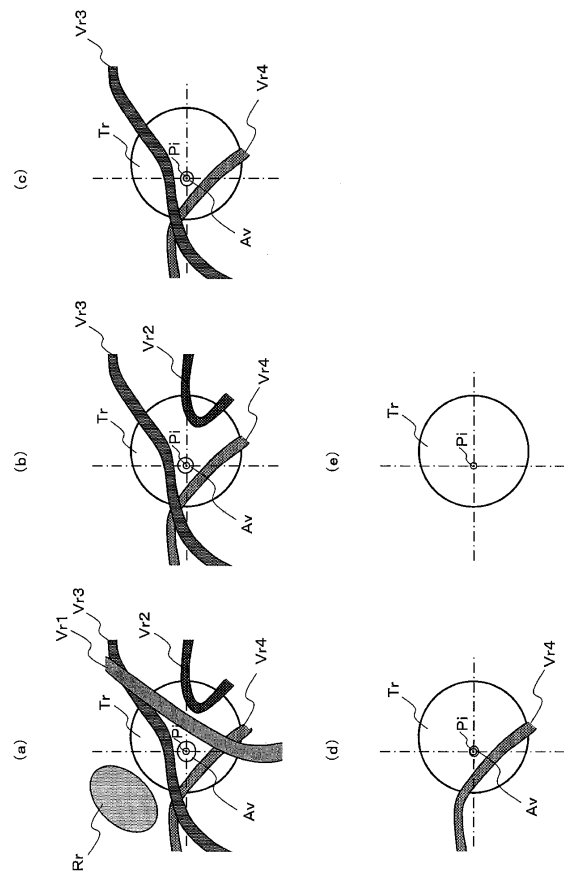 (a)
Rr
Tr
Vr1
Vr3
Pi
Vr2
Av
Vr4
(b)
Tr
Vr3
Pi
Vr2
Av
Vr4
(c)
Tr
Vr3
Pi
Av
Vr4
(d)
Tr
Pi
Av
Vr4
(e)
Tr
Pi